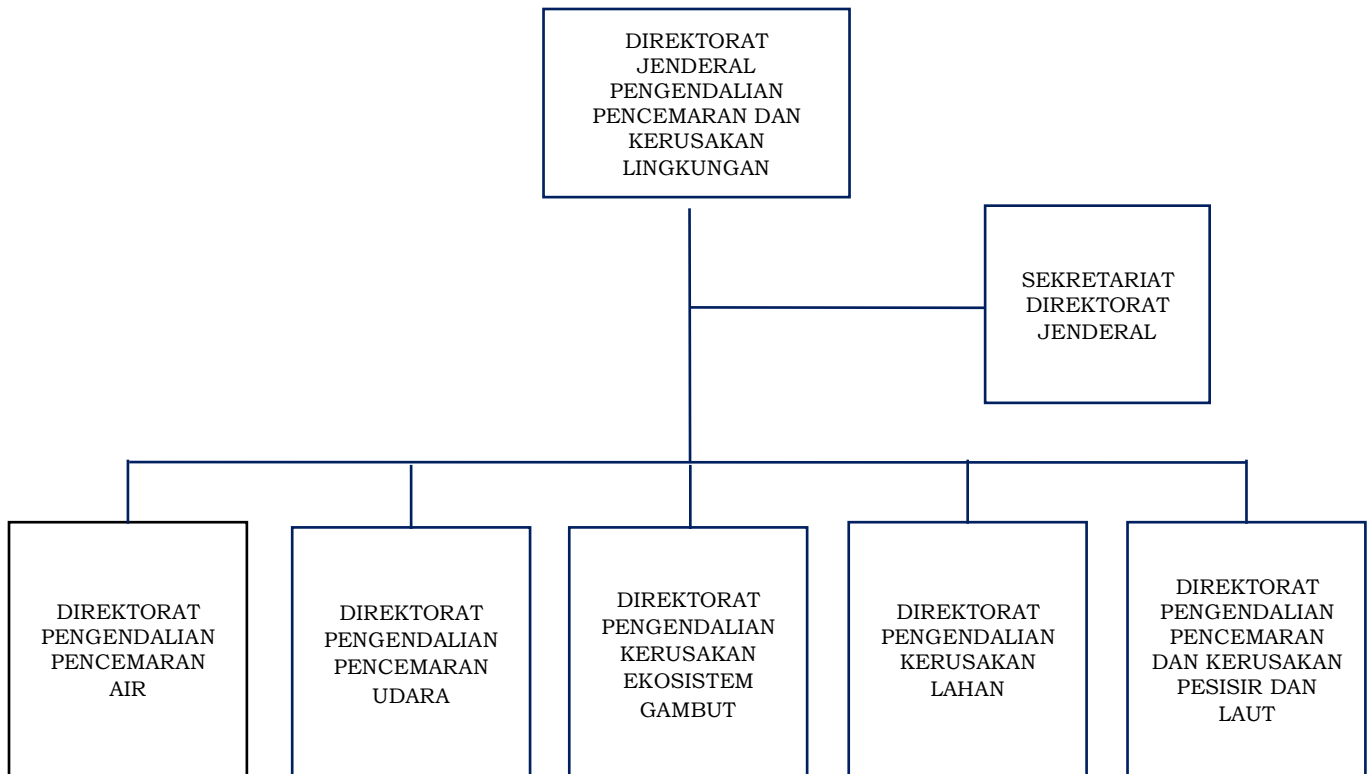 DIREKTORAT
JENDERAL
PENGENDALIAN
PENCEMARAN DAN
KERUSAKAN
LINGKUNGAN
SEKRETARIAT
DIREKTORAT
JENDERAL
DIREKTORAT
PENGENDALIAN
PENCEMARAN
AIR
DIREKTORAT
PENGENDALIAN
PENCEMARAN
UDARA
DIREKTORAT
PENGENDALIAN
KERUSAKAN
EKOSISTEM
GAMBUT
DIREKTORAT
PENGENDALIAN
KERUSAKAN
LAHAN
DIREKTORAT
PENGENDALIAN
PENCEMARAN
DAN KERUSAKAN
PESISIR DAN
LAUT